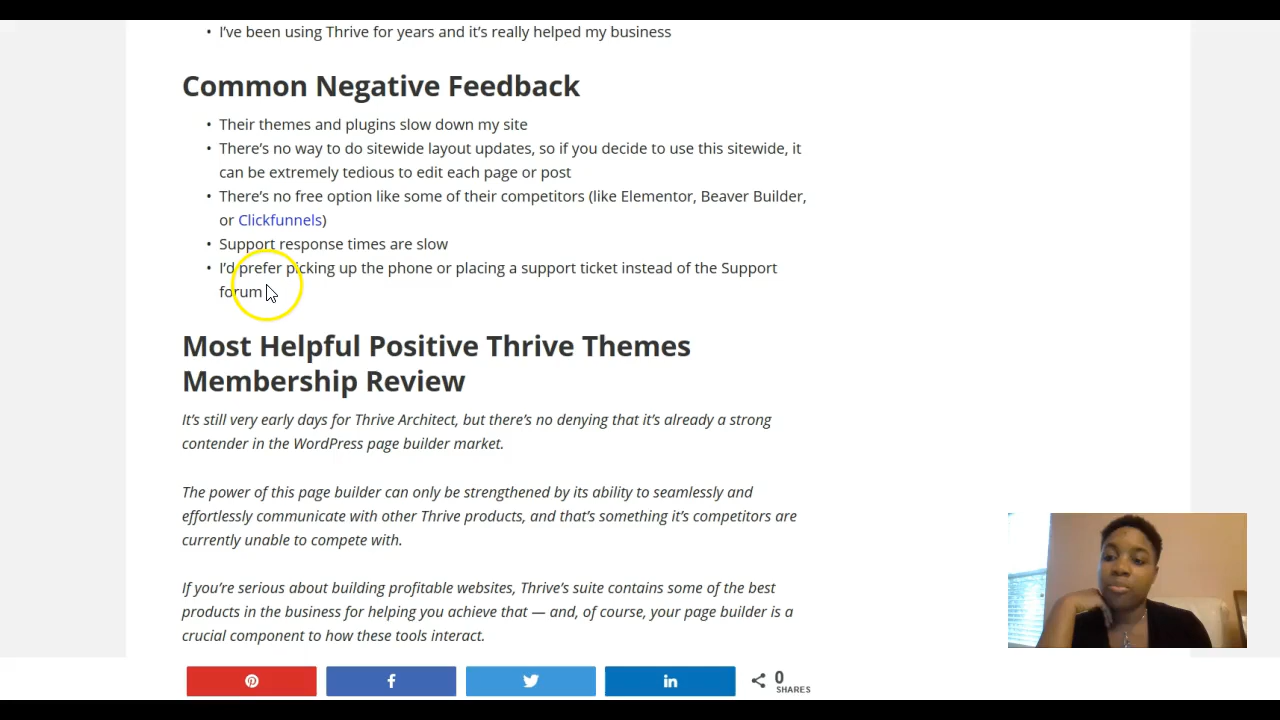 • I've been using Thrive for years and it's really helped my business
Common Negative Feedback
• Their themes and plugins slow down my site
• There's no way to do sitewide layout updates, so if you decide to use this sitewide, it
can be extremely tedious to edit each page or post
• There's no free option like some of their competitors (like Elementor, Beaver Builder,
or Clickfunnels)
• Support response times are slow
• I'd prefer picking up the phone or placing a support ticket instead of the Support
forum
Most Helpful Positive Thrive Themes
Membership Review
It's still very early days for Thrive Architect, but there's no denying that it's already a strong
contender in the WordPress page builder market.
The power of this page builder can only be strengthened by its ability to seamlessly and
effortlessly communicate with other Thrive products, and that's something it's competitors are
currently unable to compete with.
If you're serious about building profitable websites, Thrive's suite contains some of the best
products in the business for helping you achieve that — and, of course, your page builder is a
crucial component to how these tools interact.
0
SHARES